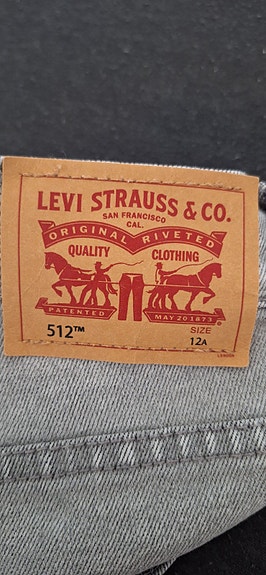 LEVI STRAUSS & CO.
SAN FRANCISCO
CAL.
ORIGINAL RIVETED
QUALITY CLOTHING
PATENTED MAY 20 1873
512™ SIZE
12A